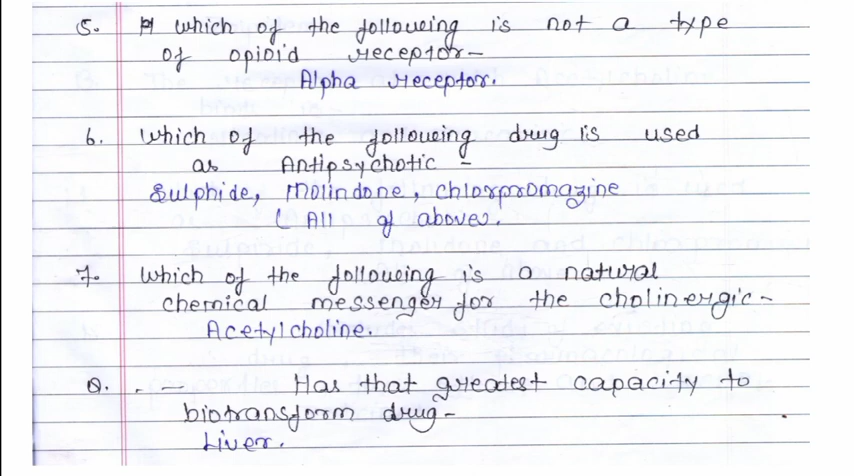 5. which of the following is not a type
of opioid receptor-
Alpha receptor.
6. which of the following drug is used
as Antipsychotic -
Sulphide, Molindone, chlorpromazine
( All of above).
7. which of the following is a natural
chemical messenger for the cholinergic-
Acetylcholine.
Q. - — Has that greatest capacity to
biotransform drug-
Liver.